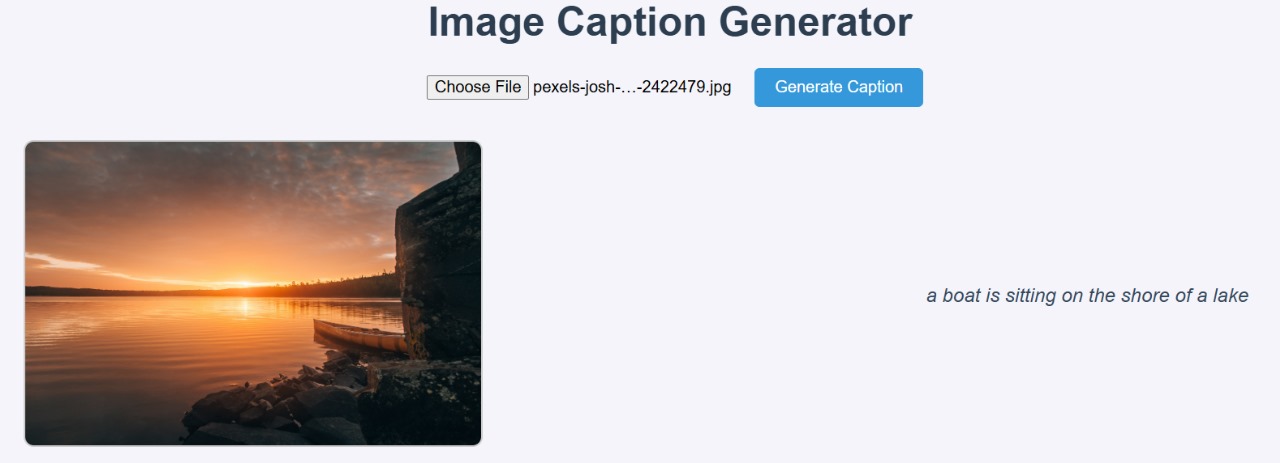 Image Caption Generator
Choose File pexels-josh-...-2422479.jpg Generate Caption
a boat is sitting on the shore of a lake